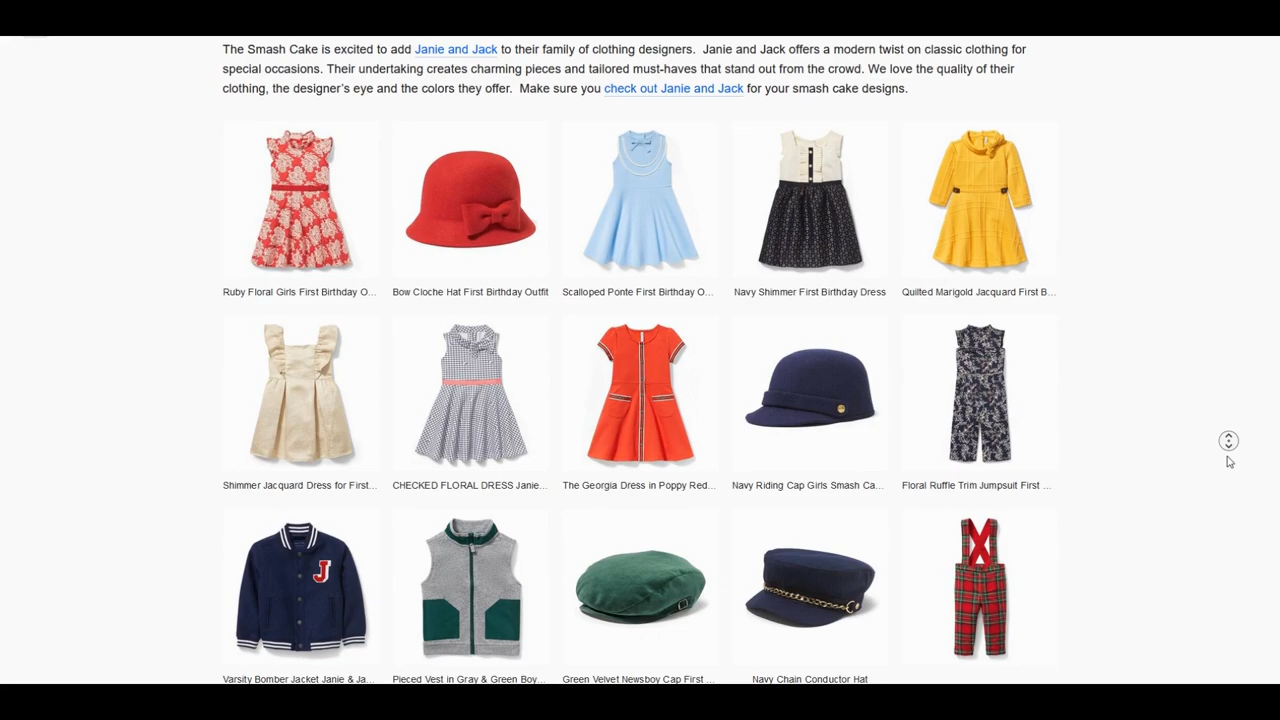 The Smash Cake is excited to add Janie and Jack to their family of clothing designers. Janie and Jack offers a modern twist on classic clothing for
special occasions. Their undertaking creates charming pieces and tailored must-haves that stand out from the crowd. We love the quality of their
clothing, the designer's eye and the colors they offer. Make sure you check out Janie and Jack for your smash cake designs.
Ruby Floral Girls First Birthday O...
Bow Cloche Hat First Birthday Outfit
Scalloped Ponte First Birthday O...
Navy Shimmer First Birthday Dress
Quilted Marigold Jacquard First B...
Shimmer Jacquard Dress for First...
CHECKED FLORAL DRESS Janie...
The Georgia Dress in Poppy Red...
Navy Riding Cap Girls Smash Ca...
Floral Ruffle Trim Jumpsuit First ...
J
Varsity Bomber Jacket Janie & Ja...
Pieced Vest in Gray & Green Boy...
Green Velvet Newsboy Cap First ...
Navy Chain Conductor Hat